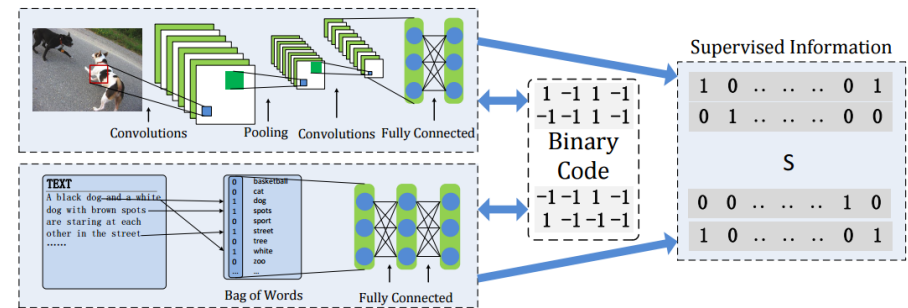 Convolutions
Pooling
Convolutions
Fully Connected
TEXT
A black dog and a white
dog with brown spots
are staring at each
other in the street
......
0 basketball
0 cat
1 dog
1 spots
0 sport
1 street
0 tree
1 white
0 zoo
... ...
Bag of Words
Fully Connected
1 -1 1 -1
-1 -1 1 -1
Binary
Code
-1 -1 1 -1
1 -1 -1 -1
Supervised Information
1 0 .. .. .. 0 1
0 1 .. .. .. 0 0
S
0 0 .. .. .. 1 0
1 0 .. .. .. 0 1